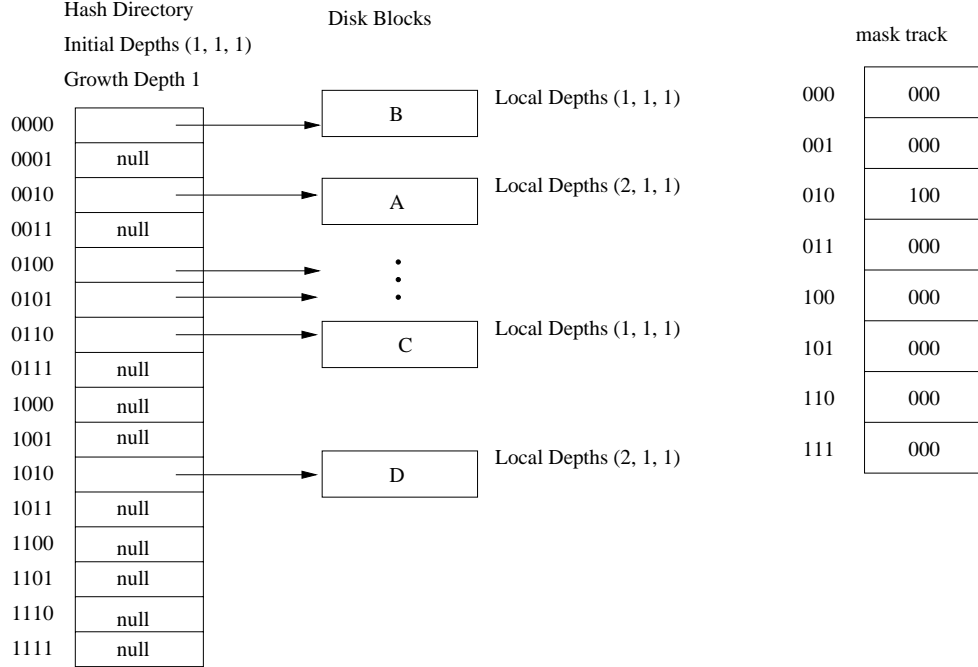 Hash Directory
Initial Depths (1, 1, 1)
Growth Depth 1
Disk Blocks
mask track
0000
0001 null
0010
0011 null
0100
0101
0110
0111 null
1000 null
1001 null
1010
1011 null
1100 null
1101 null
1110 null
1111 null
B Local Depths (1, 1, 1)
A Local Depths (2, 1, 1)
C Local Depths (1, 1, 1)
D Local Depths (2, 1, 1)
000 000
001 000
010 100
011 000
100 000
101 000
110 000
111 000